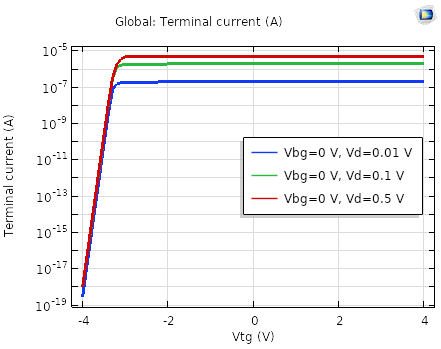 Global: Terminal current (A)
10⁻⁵
10⁻⁷
10⁻⁹
10⁻¹¹
10⁻¹³
10⁻¹⁵
10⁻¹⁷
10⁻¹⁹
Terminal current (A)
Vbg=0 V, Vd=0.01 V
Vbg=0 V, Vd=0.1 V
Vbg=0 V, Vd=0.5 V
-4 -2 0 2 4
Vtg (V)